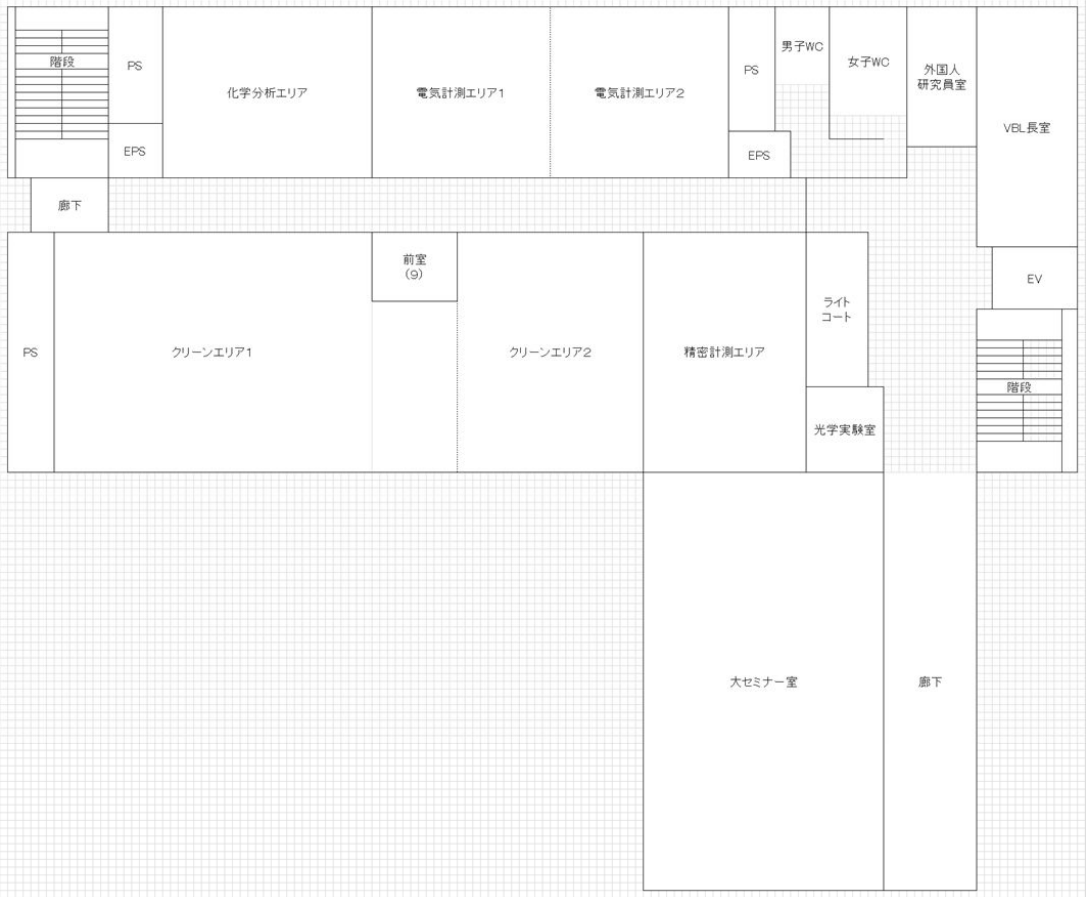 階段
PS
EPS
化学分析エリア
電気計測エリア1
電気計測エリア2
PS
EPS
男子WC
女子WC
外国人
研究員室
VBL長室
廊下
PS
クリーンエリア1
前室
(9)
クリーンエリア2
精密計測エリア
ライト
コート
光学実験室
EV
階段
大セミナー室
廊下